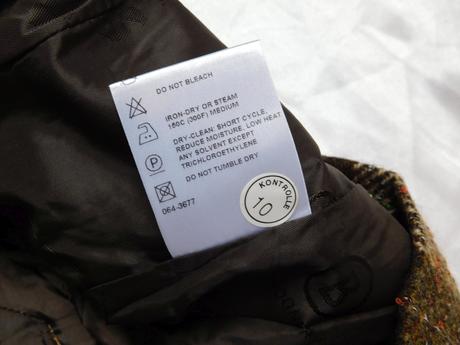 DO NOT BLEACH
IRON-DRY OR STEAM
150C (300F) MEDIUM
DRY-CLEAN: SHORT CYCLE,
REDUCE MOISTURE, LOW HEAT
ANY SOLVENT EXCEPT
TRICHLOROETHYLENE
P
DO NOT TUMBLE DRY
064-3677
KONTROLLE
10
B